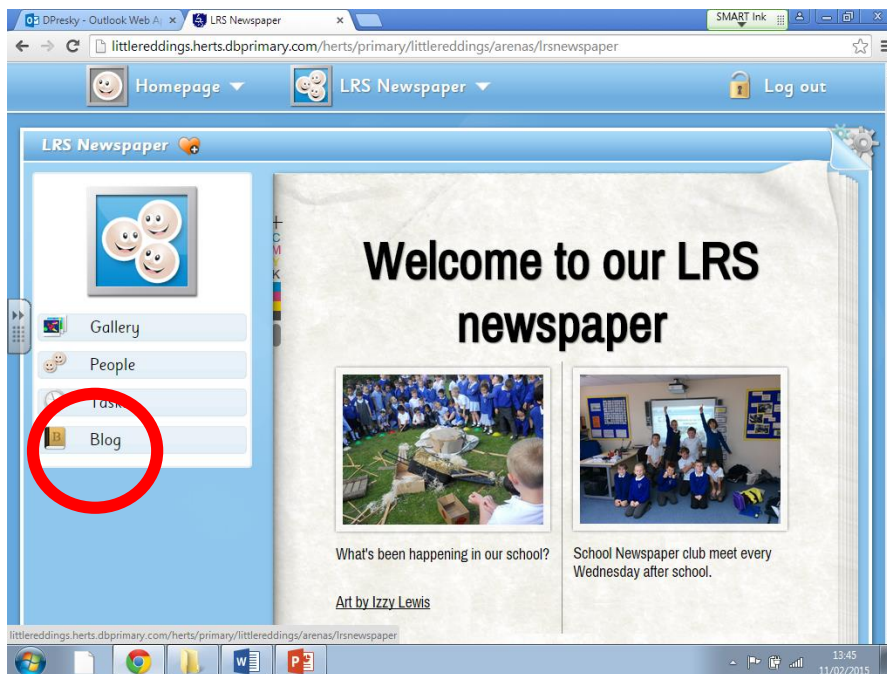 DPresky - Outlook Web A
LRS Newspaper
SMART Ink
littlereddings.herts.dbprimary.com/herts/primary/littlereddings/arenas/lrsnewspaper
Homepage
LRS Newspaper
Log out
LRS Newspaper
C
M
Y
K
Welcome to our LRS
newspaper
Gallery
People
Blog
What's been happening in our school?
School Newspaper club meet every
Wednesday after school.
Art by Izzy Lewis
littlereddings.herts.dbprimary.com/herts/primary/littlereddings/arenas/lrsnewspaper
13:45
11/02/2015